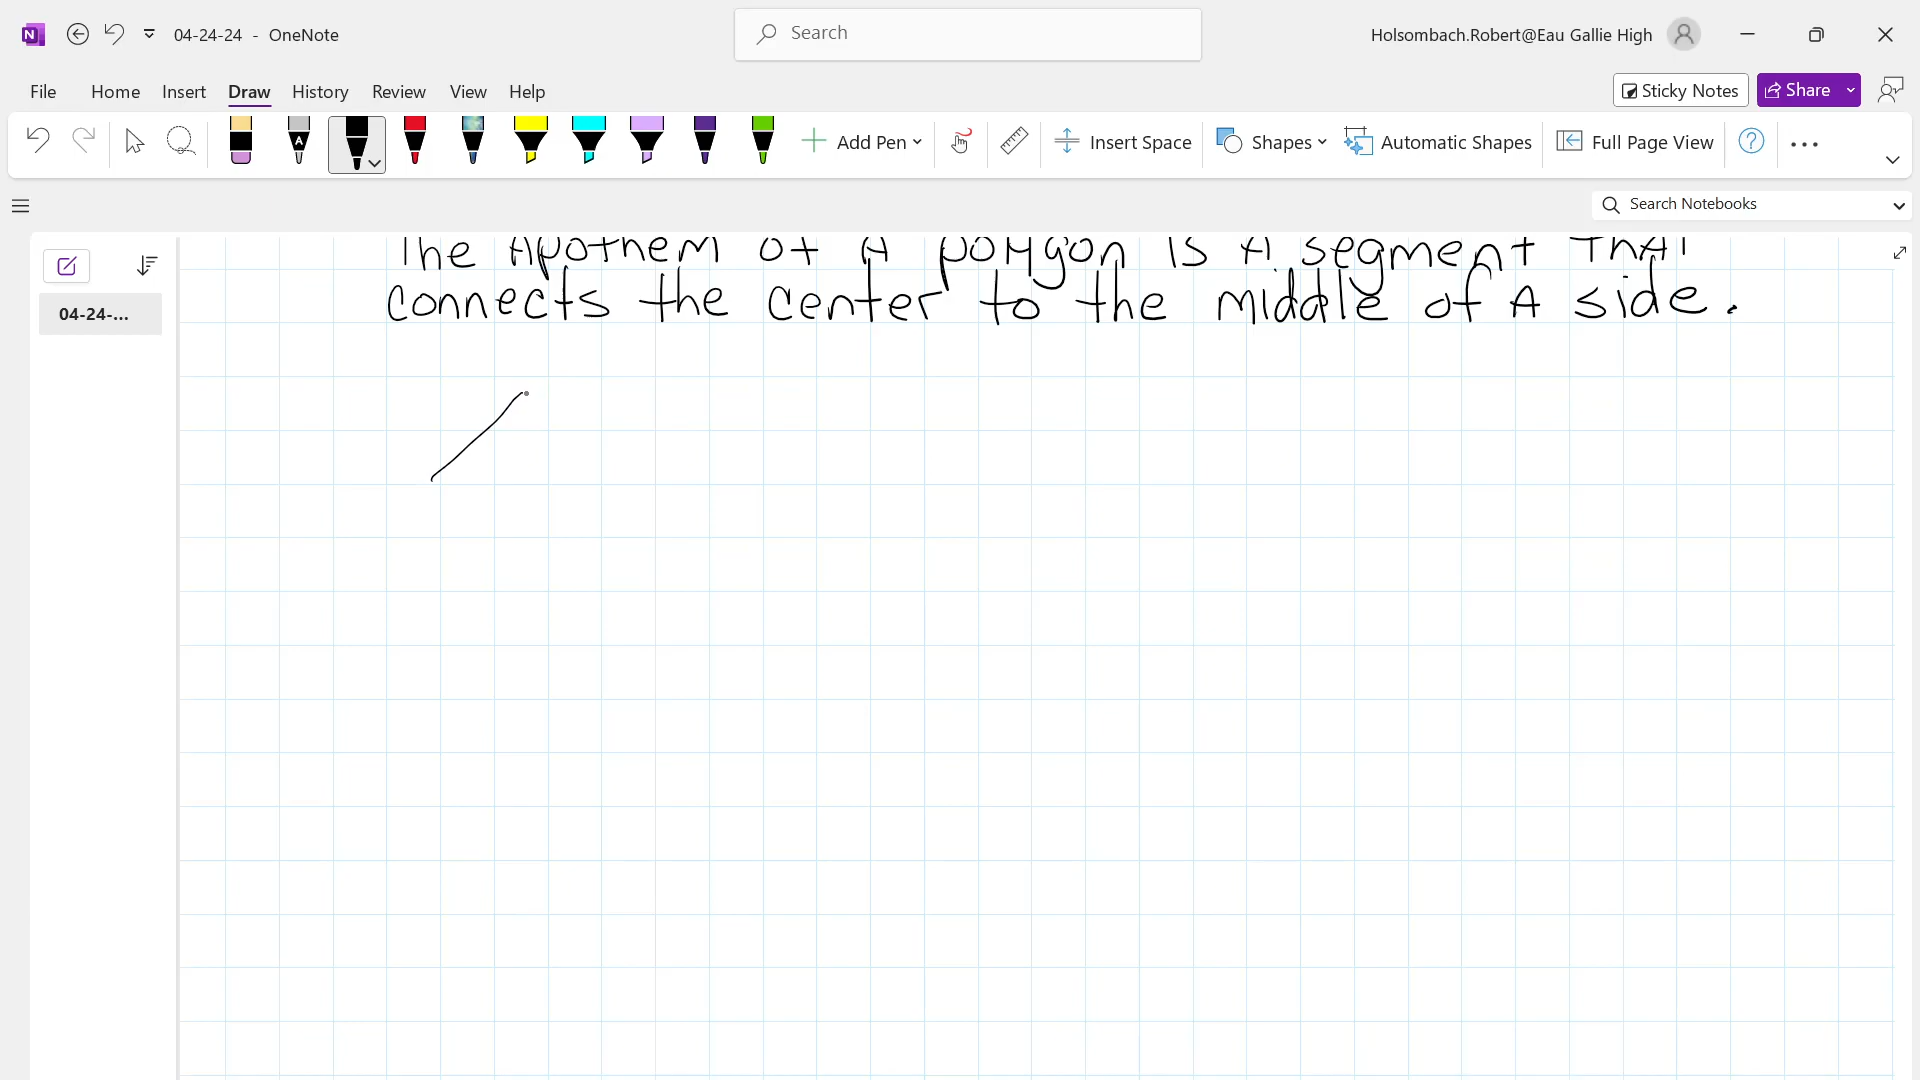 04-24-24 - OneNote
Search
Holsombach.Robert@Eau Gallie High
File Home Insert Draw History Review View Help
Sticky Notes
Share
Add Pen
Insert Space
Shapes
Automatic Shapes
Full Page View
Search Notebooks
04-24-...
The Apothem of A polygon is A segment that
connects the center to the middle of A side.